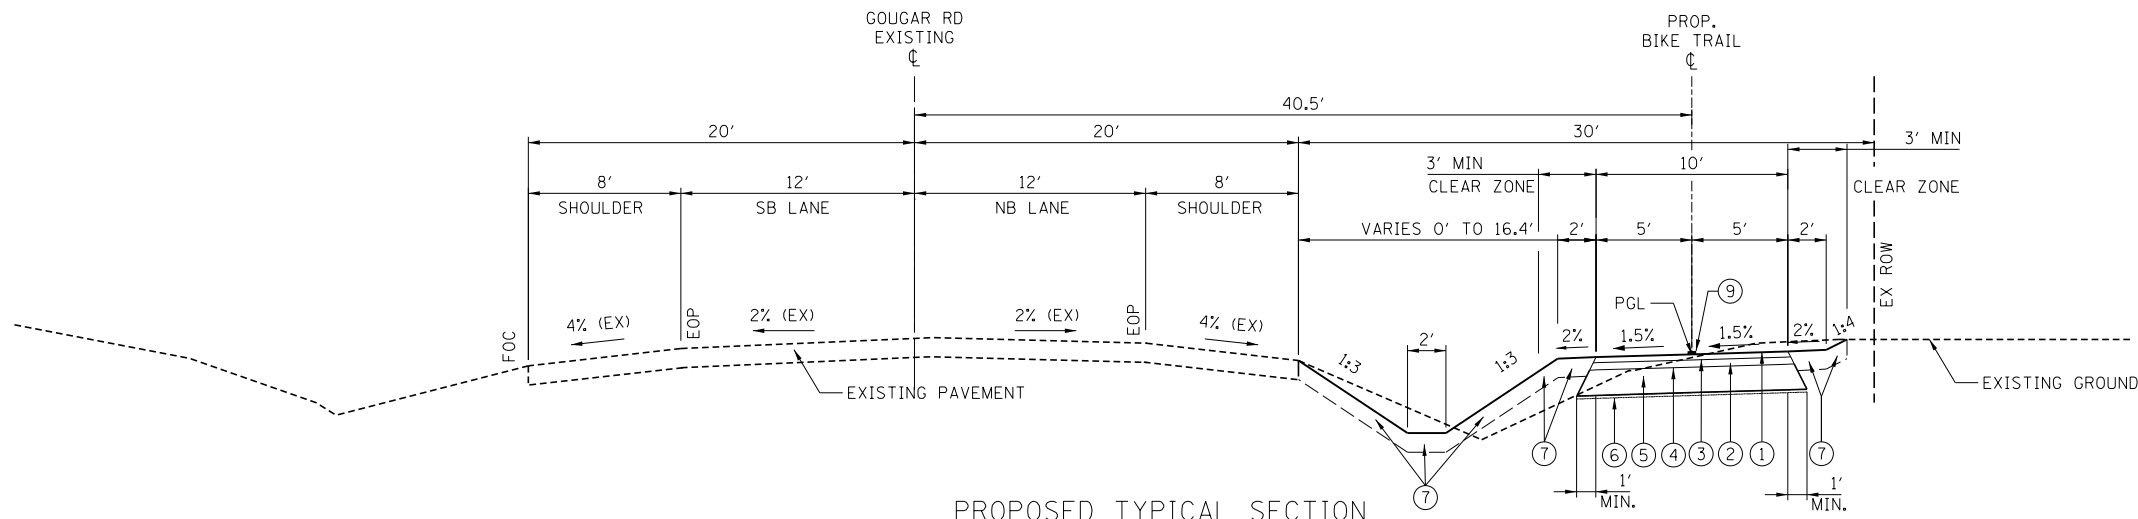 GOUGAR RD
EXISTING
℄
PROP.
BIKE TRAIL
℄
40.5'
20'
20'
30'
3' MIN
CLEAR ZONE
3' MIN
CLEAR ZONE
10'
8'
SHOULDER
12'
SB LANE
12'
NB LANE
8'
SHOULDER
VARIES 0' TO 16.4'
2'
5'
5'
2'
EX ROW
PGL
9
FOC
4% (EX)
EOP
2% (EX)
2% (EX)
EOP
4% (EX)
1:3
2'
1:3
2%
1.5%
1.5%
2%
1:4
EXISTING PAVEMENT
EXISTING GROUND
7
6
5
4
3
2
1
7
7
1'
MIN.
1'
MIN.
PROPOSED TYPICAL SECTION